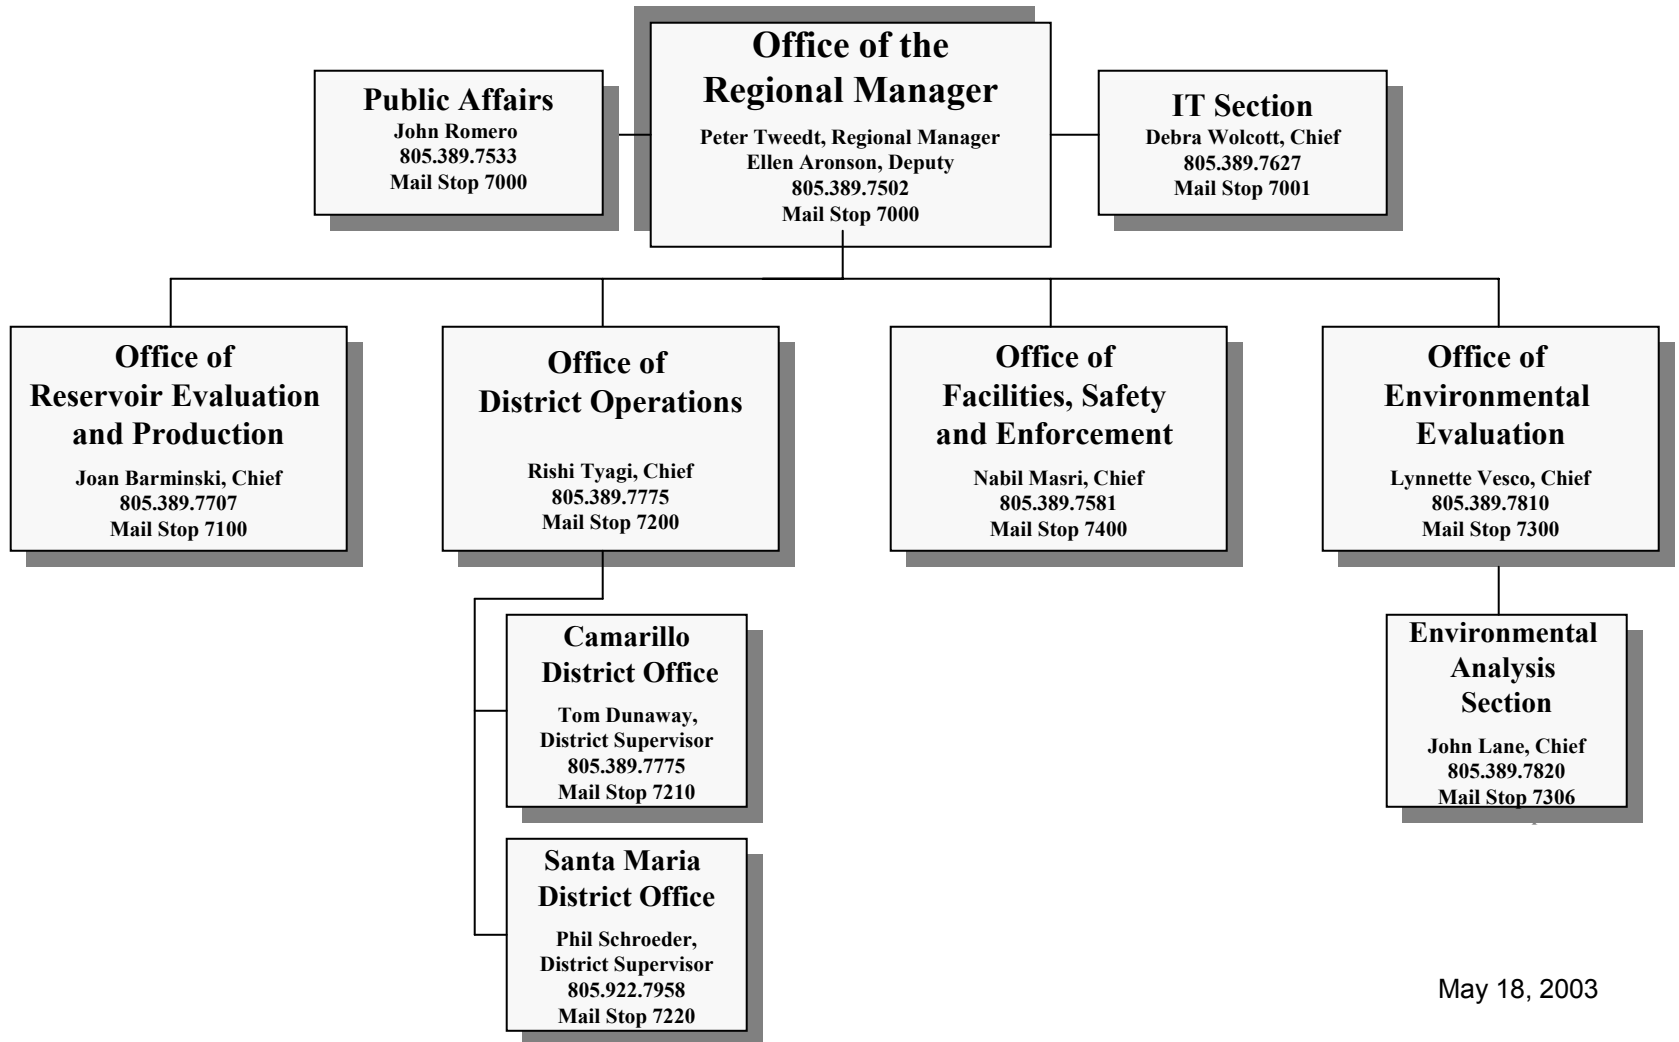 Office of the
Regional Manager
Peter Tweedt, Regional Manager
Ellen Aronson, Deputy
805.389.7502
Mail Stop 7000
Public Affairs
John Romero
805.389.7533
Mail Stop 7000
IT Section
Debra Wolcott, Chief
805.389.7627
Mail Stop 7001
Office of
Reservoir Evaluation
and Production
Joan Barminski, Chief
805.389.7707
Mail Stop 7100
Office of
District Operations
Rishi Tyagi, Chief
805.389.7775
Mail Stop 7200
Office of
Facilities, Safety
and Enforcement
Nabil Masri, Chief
805.389.7581
Mail Stop 7400
Office of
Environmental
Evaluation
Lynnette Vesco, Chief
805.389.7810
Mail Stop 7300
Camarillo
District Office
Tom Dunaway,
District Supervisor
805.389.7775
Mail Stop 7210
Santa Maria
District Office
Phil Schroeder,
District Supervisor
805.922.7958
Mail Stop 7220
Environmental
Analysis
Section
John Lane, Chief
805.389.7820
Mail Stop 7306
May 18, 2003